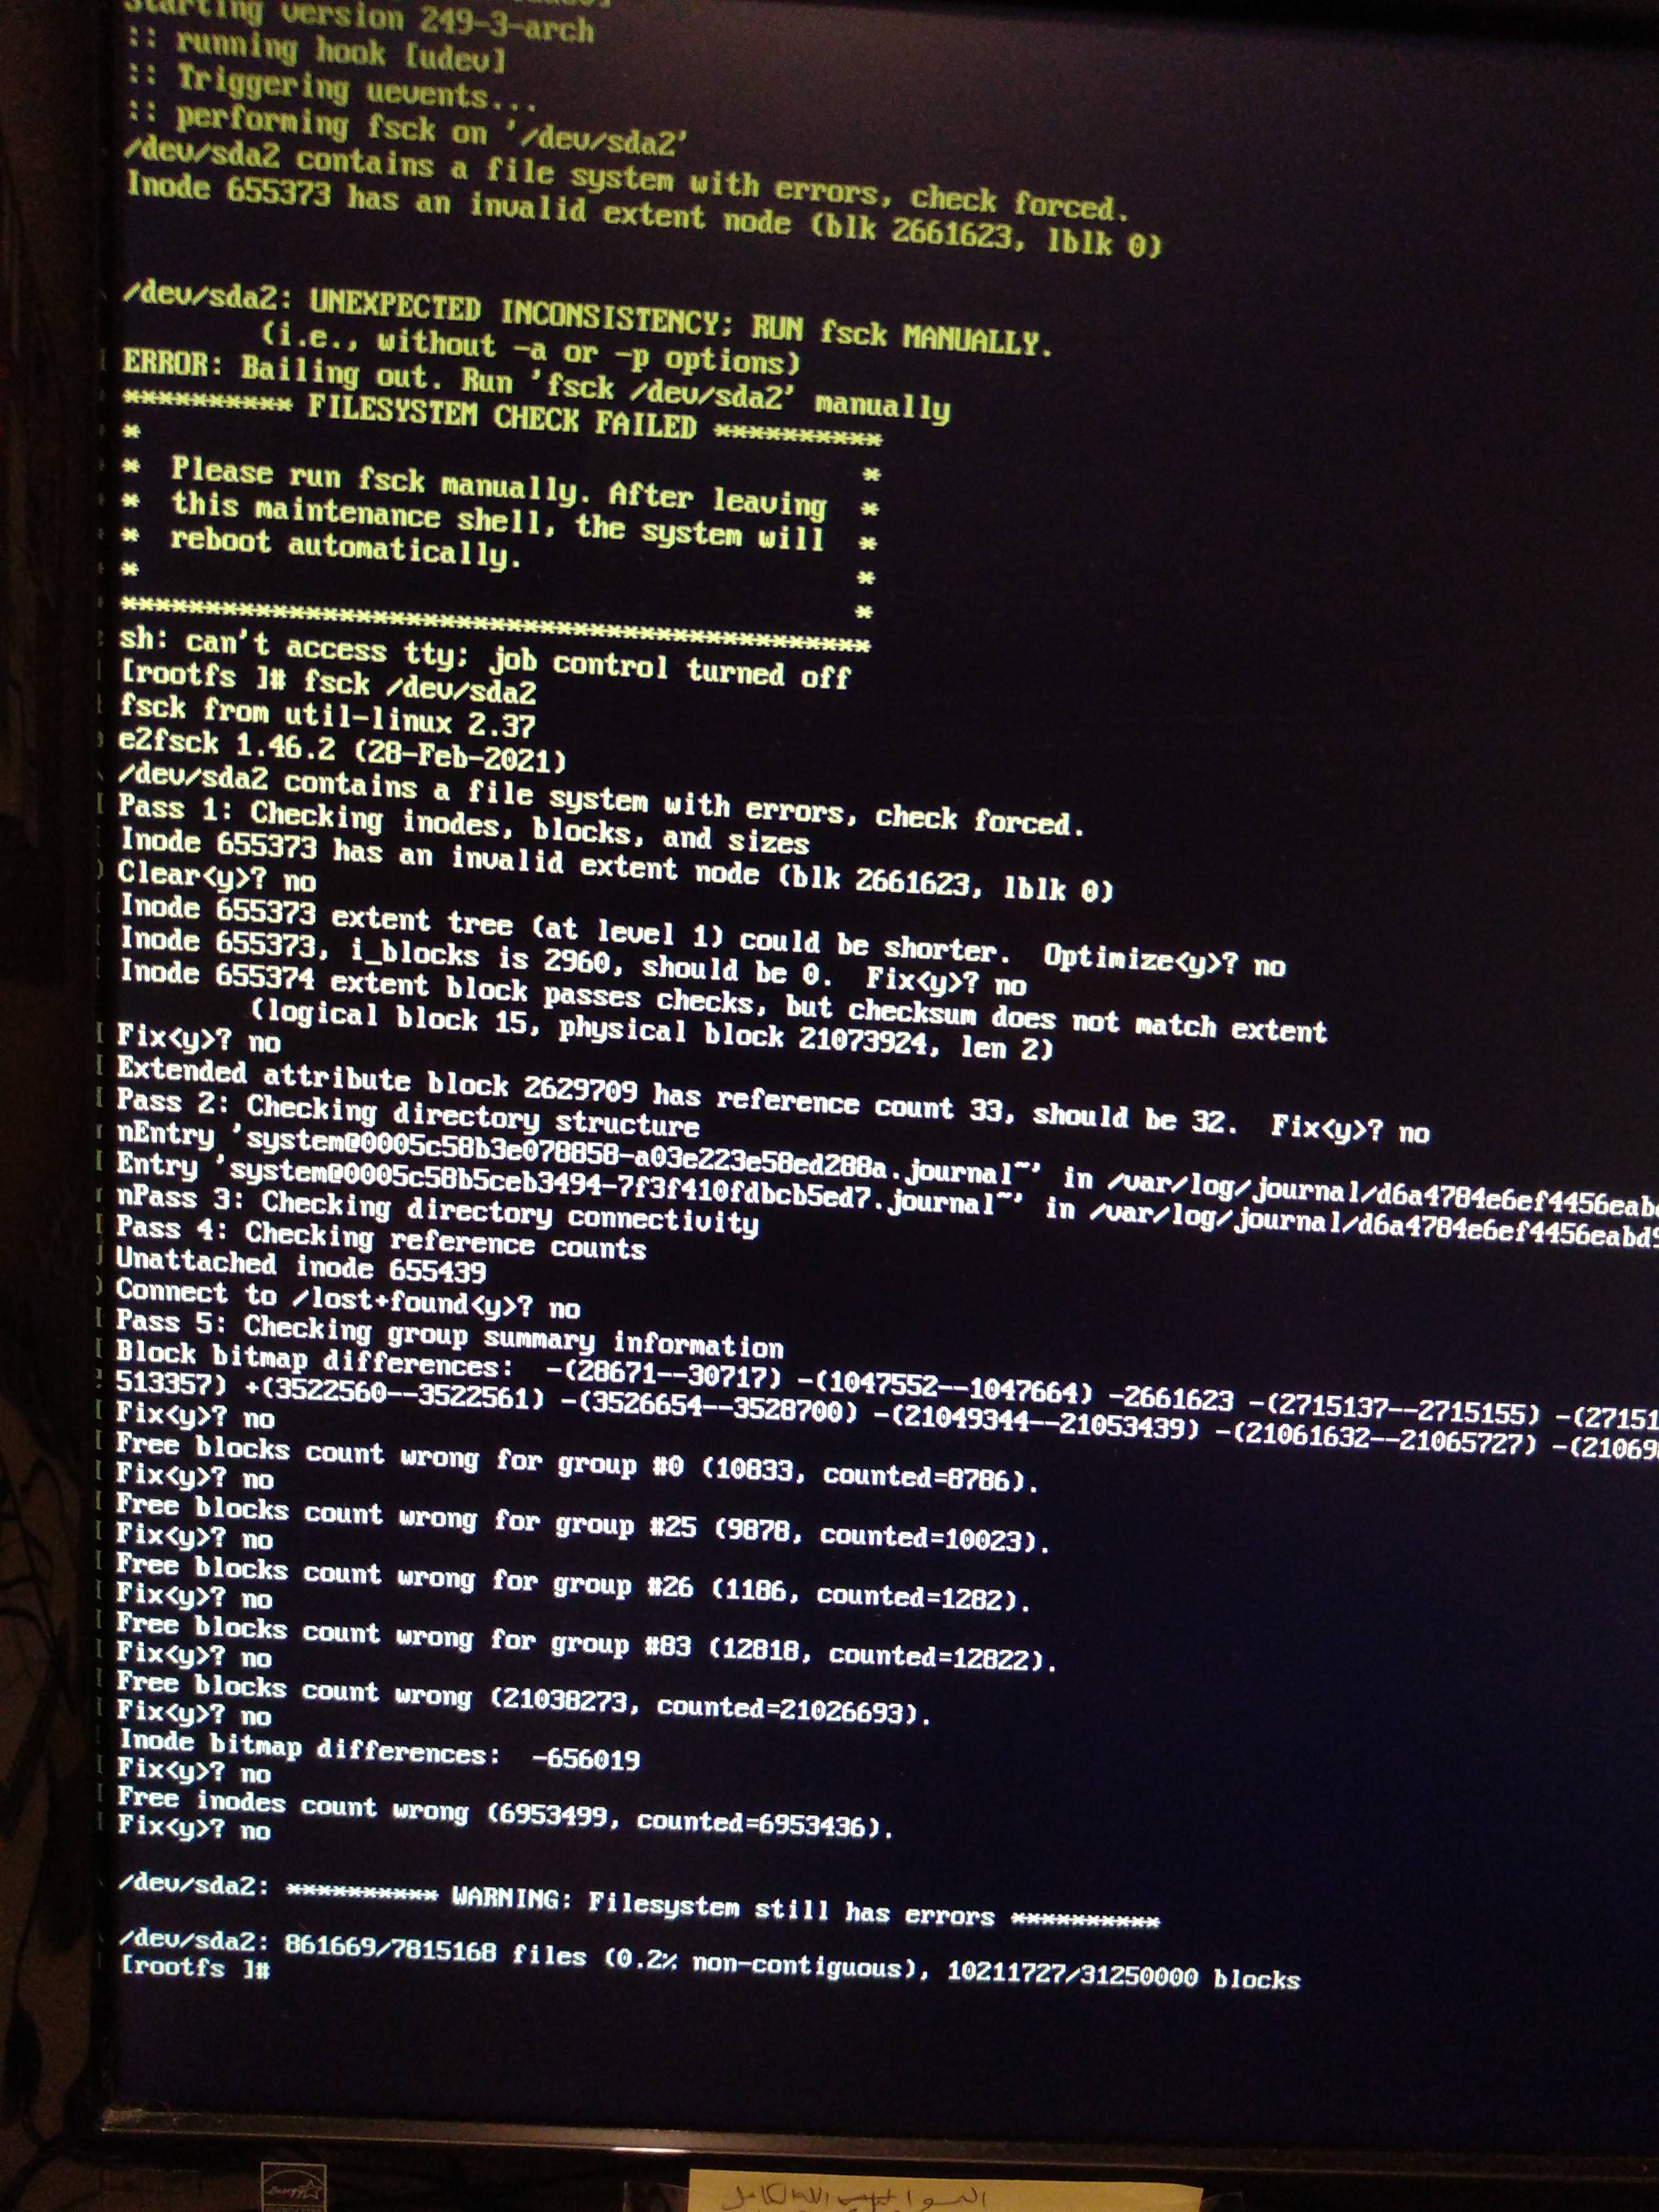 Starting version 249-3-arch
:: running hook [udev]
:: Triggering uevents...
:: performing fsck on '/dev/sda2'
/dev/sda2 contains a file system with errors, check forced.
Inode 655373 has an invalid extent node (blk 2661623, lblk 0)
/dev/sda2: UNEXPECTED INCONSISTENCY; RUN fsck MANUALLY.
(i.e., without -a or -p options)
ERROR: Bailing out. Run 'fsck /dev/sda2' manually
********** FILESYSTEM CHECK FAILED **********
* *
* Please run fsck manually. After leaving *
* this maintenance shell, the system will *
* reboot automatically. *
* *
*********************************************
sh: can't access tty; job control turned off
[rootfs ]# fsck /dev/sda2
fsck from util-linux 2.37
e2fsck 1.46.2 (28-Feb-2021)
/dev/sda2 contains a file system with errors, check forced.
Pass 1: Checking inodes, blocks, and sizes
Inode 655373 has an invalid extent node (blk 2661623, lblk 0)
Clear<y>? no
Inode 655373 extent tree (at level 1) could be shorter.  Optimize<y>? no
Inode 655373, i_blocks is 2960, should be 0.  Fix<y>? no
Inode 655374 extent block passes checks, but checksum does not match extent
(logical block 15, physical block 21073924, len 2)
Fix<y>? no
Extended attribute block 2629709 has reference count 33, should be 32.  Fix<y>? no
Pass 2: Checking directory structure
nEntry 'system@0005c58b3e078858-a03e223e58ed288a.journal~' in /var/log/journal/d6a4784e6ef4456eab
Entry 'system@0005c58b5ceb3494-7f3f410fdbcb5ed7.journal~' in /var/log/journal/d6a4784e6ef4456eabd9
nPass 3: Checking directory connectivity
Pass 4: Checking reference counts
Unattached inode 655439
Connect to /lost+found<y>? no
Pass 5: Checking group summary information
Block bitmap differences:  -(28671--30717) -(1047552--1047664) -2661623 -(2715137--2715155) -(27151
513357) +(3522560--3522561) -(3526654--3528700) -(21049344--21053439) -(21061632--21065727) -(21069
Fix<y>? no
Free blocks count wrong for group #0 (10833, counted=8786).
Fix<y>? no
Free blocks count wrong for group #25 (9878, counted=10023).
Fix<y>? no
Free blocks count wrong for group #26 (1186, counted=1282).
Fix<y>? no
Free blocks count wrong for group #83 (12818, counted=12822).
Fix<y>? no
Free blocks count wrong (21038273, counted=21026693).
Fix<y>? no
Inode bitmap differences:  -656019
Fix<y>? no
Free inodes count wrong (6953499, counted=6953436).
Fix<y>? no
/dev/sda2: ********** WARNING: Filesystem still has errors **********
/dev/sda2: 861669/7815168 files (0.2% non-contiguous), 10211727/31250000 blocks
[rootfs ]#